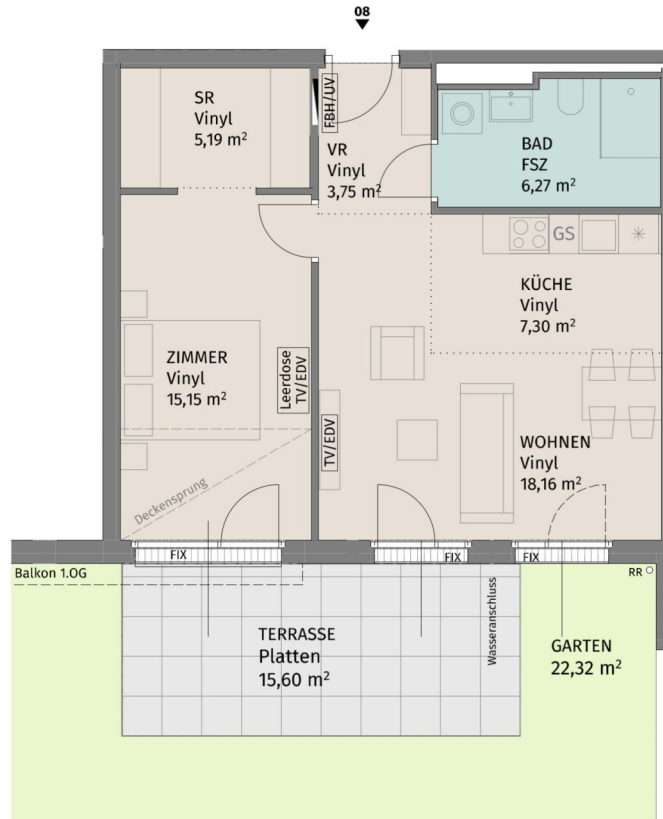 08
SR
Vinyl
5,19 m²
FBH/UV
VR
Vinyl
3,75 m²
BAD
FSZ
6,27 m²
GS
KÜCHE
Vinyl
7,30 m²
ZIMMER
Vinyl
15,15 m²
Leerdose
TV/EDV
TV/EDV
WOHNEN
Vinyl
18,16 m²
Deckensprung
FIX
FIX
FIX
Balkon 1.OG
RR
Wasseranschluss
TERRASSE
Platten
15,60 m²
GARTEN
22,32 m²